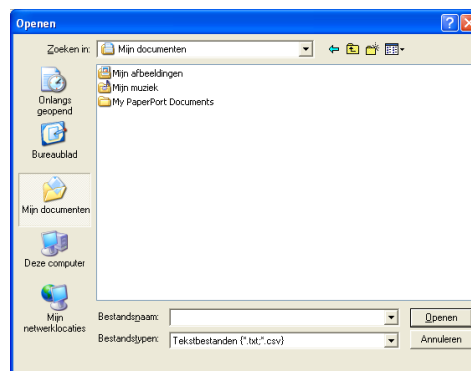 Openen
Zoeken in: Mijn documenten
Mijn afbeeldingen
Mijn muziek
My PaperPort Documents
Onlangs
geopend
Bureaublad
Mijn documenten
Deze computer
Mijn
netwerklocaties
Bestandsnaam:
Openen
Bestandstypen: Tekstbestanden (*.txt;*.csv)
Annuleren